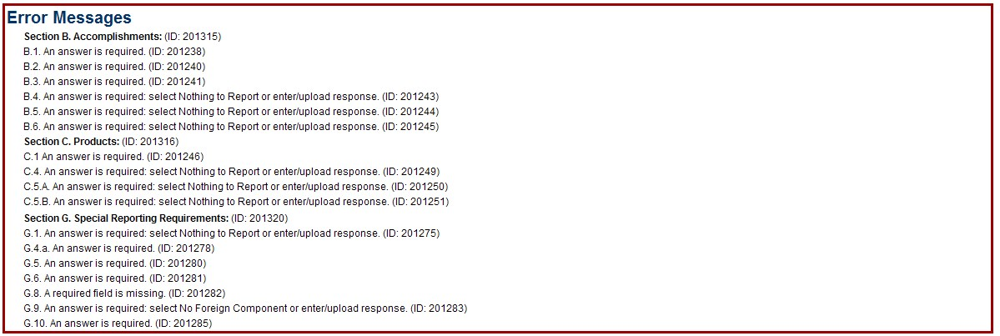 Error Messages
Section B. Accomplishments: (ID: 201315)
B.1. An answer is required. (ID: 201238)
B.2. An answer is required. (ID: 201240)
B.3. An answer is required. (ID: 201241)
B.4. An answer is required: select Nothing to Report or enter/upload response. (ID: 201243)
B.5. An answer is required: select Nothing to Report or enter/upload response. (ID: 201244)
B.6. An answer is required: select Nothing to Report or enter/upload response. (ID: 201245)
Section C. Products: (ID: 201316)
C.1 An answer is required. (ID: 201246)
C.4. An answer is required: select Nothing to Report or enter/upload response. (ID: 201249)
C.5.A. An answer is required: select Nothing to Report or enter/upload response. (ID: 201250)
C.5.B. An answer is required: select Nothing to Report or enter/upload response. (ID: 201251)
Section G. Special Reporting Requirements: (ID: 201320)
G.1. An answer is required: select Nothing to Report or enter/upload response. (ID: 201275)
G.4.a. An answer is required. (ID: 201278)
G.5. An answer is required. (ID: 201280)
G.6. An answer is required. (ID: 201281)
G.8. A required field is missing. (ID: 201282)
G.9. An answer is required: select No Foreign Component or enter/upload response. (ID: 201283)
G.10. An answer is required. (ID: 201285)